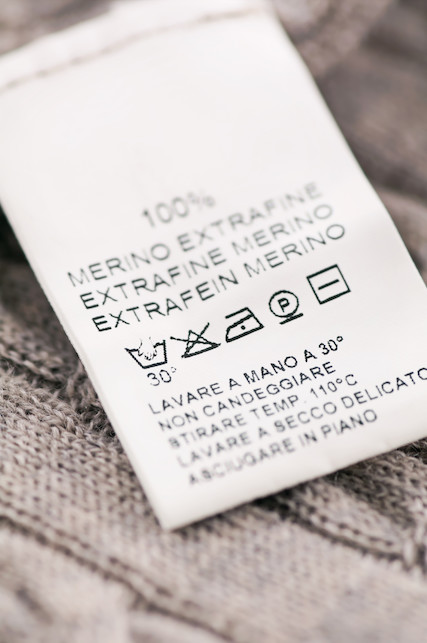 100%
MERINO EXTRAFINE
EXTRAFINE MERINO
EXTRAFEIN MERINO
P
30°
LAVARE A MANO A 30°
NON CANDEGGIARE
STIRARE TEMP. 110°C
LAVARE A SECCO DELICATO
ASCIUGARE IN PIANO